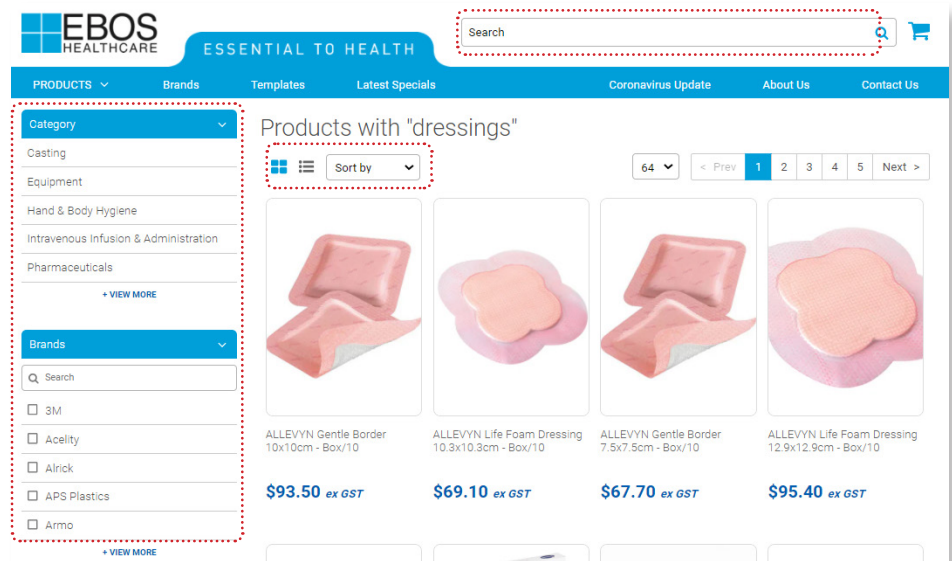 EBOS
HEALTHCARE
ESSENTIAL TO HEALTH
Search
PRODUCTS
Brands
Templates
Latest Specials
Coronavirus Update
About Us
Contact Us
Category
Casting
Equipment
Hand & Body Hygiene
Intravenous Infusion & Administration
Pharmaceuticals
+ VIEW MORE
Brands
Search
3M
Acelity
Alrick
APS Plastics
Armo
+ VIEW MORE
Products with "dressings"
Sort by
64
< Prev
1
2
3
4
5
Next >
ALLEVYN Gentle Border
10x10cm - Box/10
$93.50 ex GST
ALLEVYN Life Foam Dressing
10.3x10.3cm - Box/10
$69.10 ex GST
ALLEVYN Gentle Border
7.5x7.5cm - Box/10
$67.70 ex GST
ALLEVYN Life Foam Dressing
12.9x12.9cm - Box/10
$95.40 ex GST